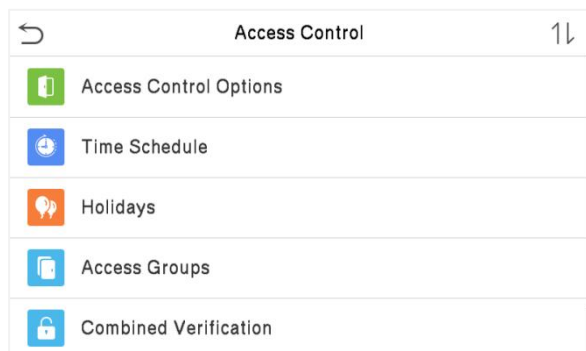 Access Control
Access Control Options
Time Schedule
Holidays
Access Groups
Combined Verification